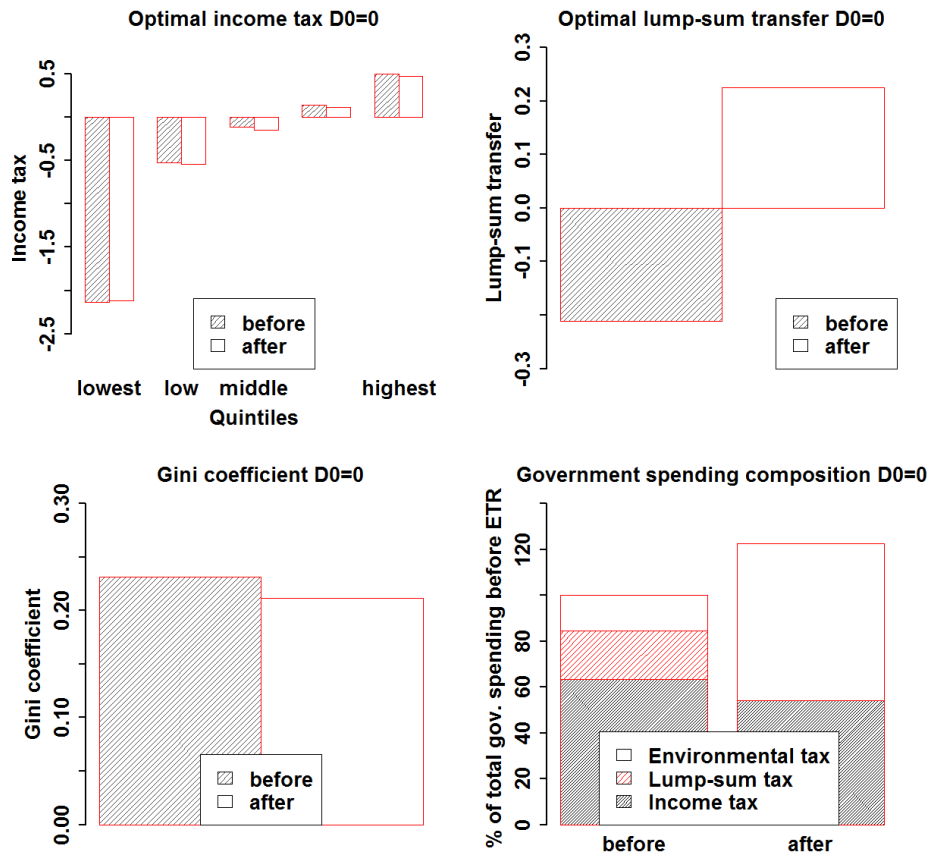 Optimal income tax D0=0
Income tax
0.5
-0.5
-1.5
-2.5
before
after
lowest low middle highest
Quintiles
Optimal lump-sum transfer D0=0
Lump-sum transfer
0.3
0.2
0.1
0.0
-0.1
-0.3
before
after
Gini coefficient D0=0
Gini coefficient
0.30
0.20
0.10
0.00
before
after
Government spending composition D0=0
% of total gov. spending before ETR
120
80
60
40
20
0
Environmental tax
Lump-sum tax
Income tax
before after